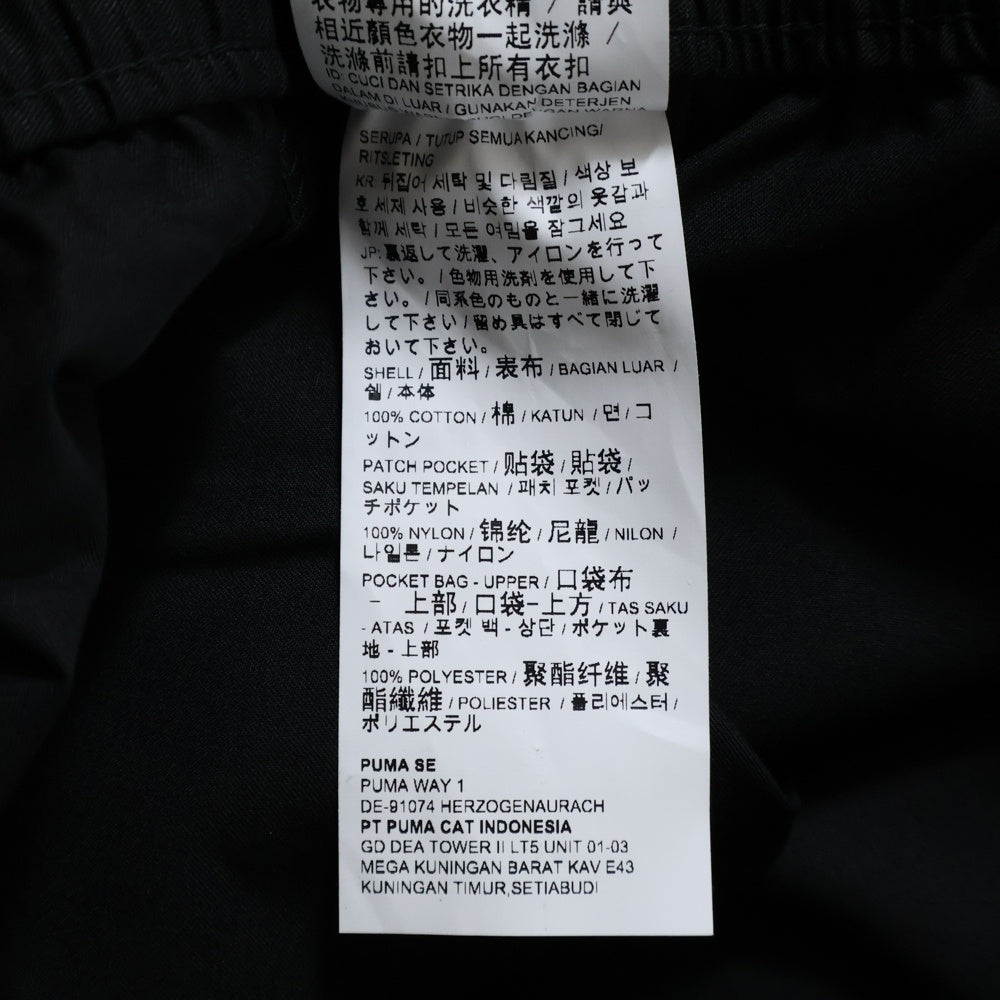 衣物專用的洗衣精 / 請與
相近顏色衣物一起洗滌 /
洗滌前請扣上所有衣扣
ID: CUCI DAN SETRIKA DENGAN BAGIAN
DALAM DI LUAR / GUNAKAN DETERJEN
SERUPA / TUTUP SEMUA KANCING/
RITSLETING
KR: 뒤집어 세탁 및 다림질 / 색상 보
호 세제 사용 / 비슷한 색깔의 옷감과
함께 세탁 / 모든 여밈을 잠그세요
JP: 裏返して洗濯、アイロンを行って
下さい。 / 色物用洗剤を使用して下
さい。 / 同系色のものと一緒に洗濯
して下さい / 留め具はすべて閉じて
おいて下さい。
SHELL / 面料 / 表布 / BAGIAN LUAR /
쉘 / 本体
100% COTTON / 棉 / KATUN / 면 / コ
ットン
PATCH POCKET / 贴袋 / 貼袋 /
SAKU TEMPELAN / 패치 포켓 / パッ
チポケット
100% NYLON / 锦纶 / 尼龍 / NILON /
나일론 / ナイロン
POCKET BAG - UPPER / 口袋布
- 上部 / 口袋-上方 / TAS SAKU
- ATAS / 포켓 백 - 상단 / ポケット裏
地 - 上部
100% POLYESTER / 聚酯纤维 / 聚
酯纖維 / POLIESTER / 폴리에스터 /
ポリエステル
PUMA SE
PUMA WAY 1
DE-91074 HERZOGENAURACH
PT PUMA CAT INDONESIA
GD DEA TOWER II LT5 UNIT 01-03
MEGA KUNINGAN BARAT KAV E43
KUNINGAN TIMUR,SETIABUDI